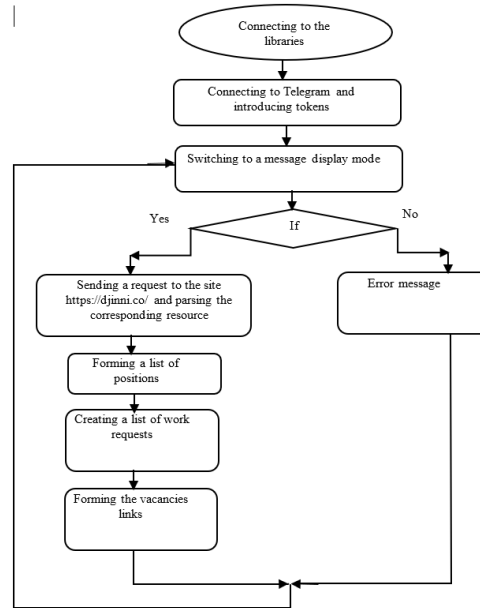 Connecting to the
libraries
Connecting to Telegram and
introducing tokens
Switching to a message display mode
If
Yes
No
Sending a request to the site
https://djinni.co/ and parsing the
corresponding resource
Error message
Forming a list of
positions
Creating a list of work
requests
Forming the vacancies
links